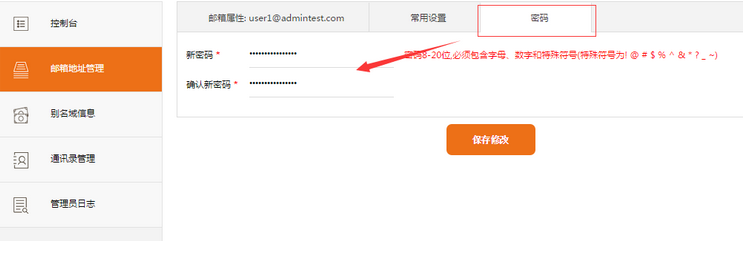 控制台
邮箱地址管理
别名域信息
通讯录管理
管理员日志
邮箱属性: user1@admintest.com 常用设置 密码
新密码 * •••••••••••••••• 密码8-20位,必须包含字母、数字和特殊符号(特殊符号为! @ # $ % ^ & * ? _ ~)
确认新密码 * ••••••••••••••••
保存修改